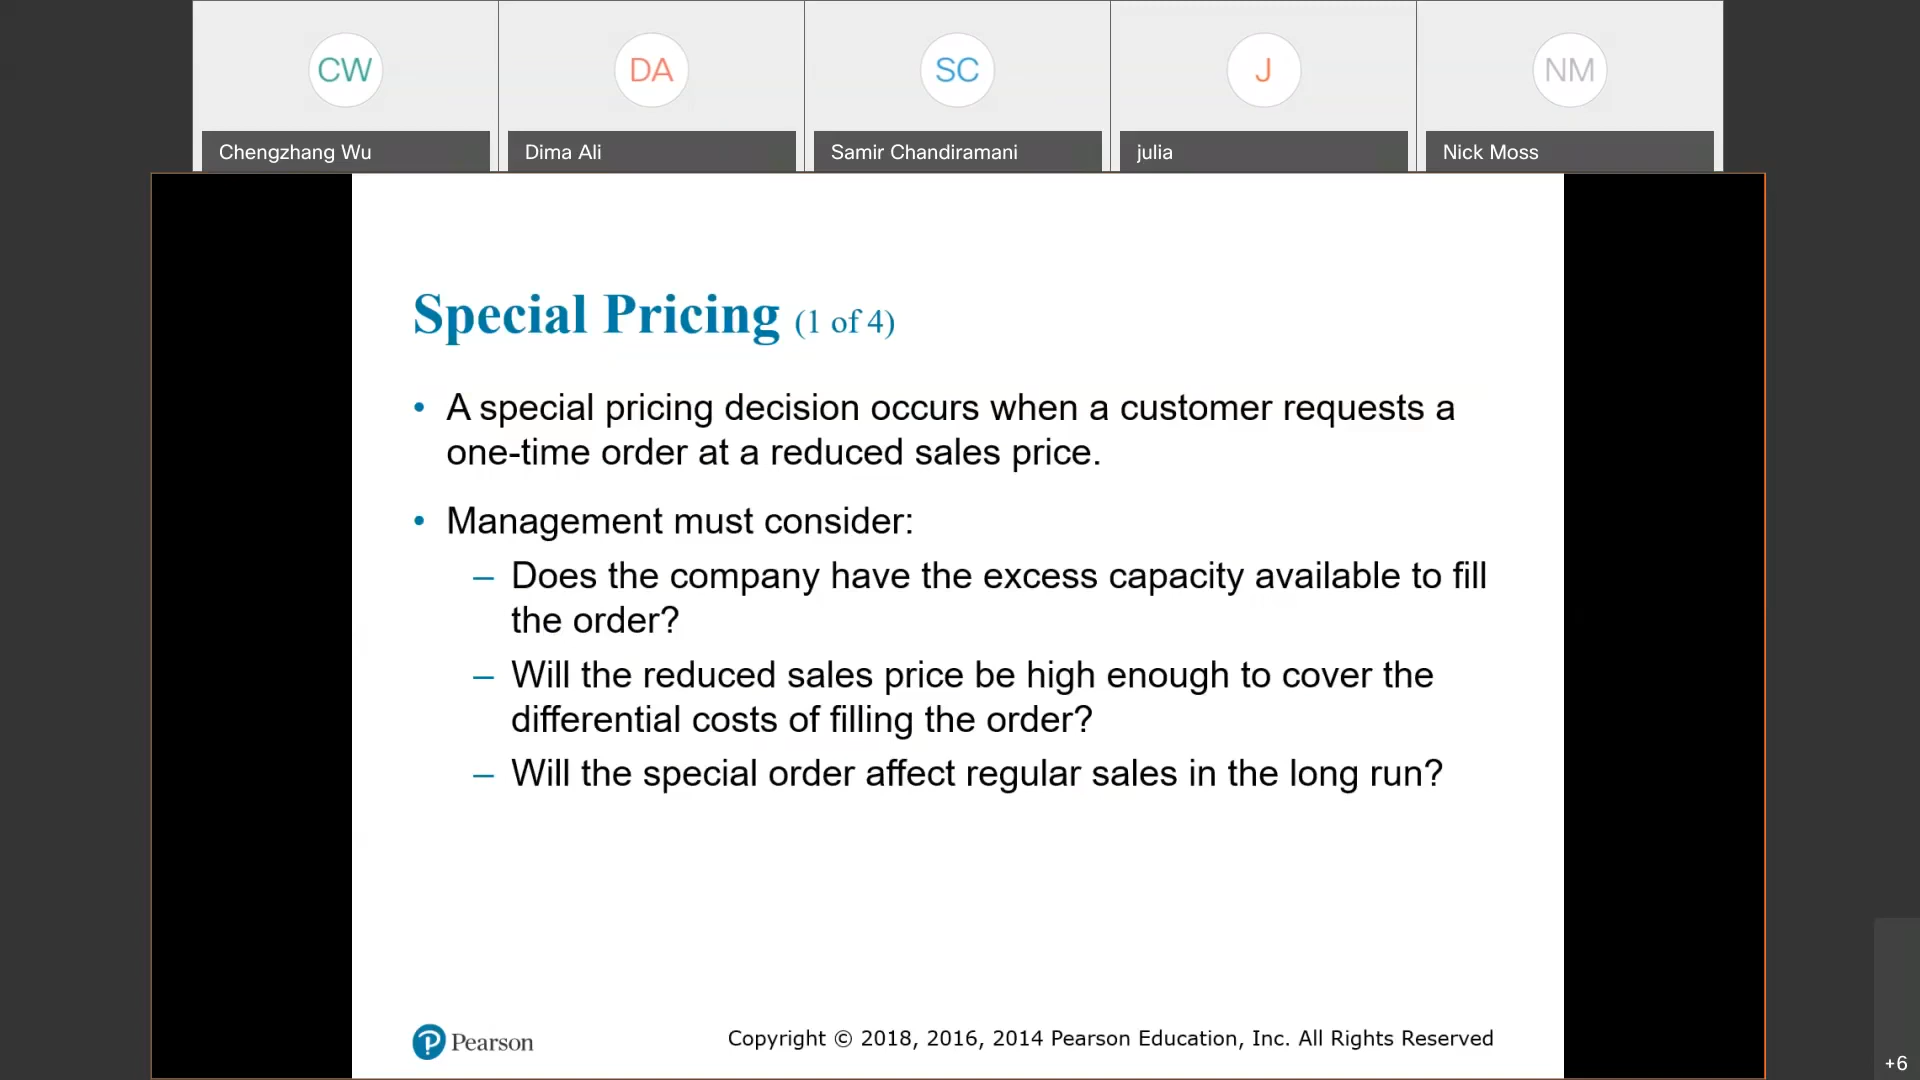 CW
DA
SC
J
NM
Chengzhang Wu
Dima Ali
Samir Chandiramani
julia
Nick Moss
Special Pricing (1 of 4)
• A special pricing decision occurs when a customer requests a
one-time order at a reduced sales price.
• Management must consider:
– Does the company have the excess capacity available to fill
the order?
– Will the reduced sales price be high enough to cover the
differential costs of filling the order?
– Will the special order affect regular sales in the long run?
P Pearson
Copyright © 2018, 2016, 2014 Pearson Education, Inc. All Rights Reserved
+6